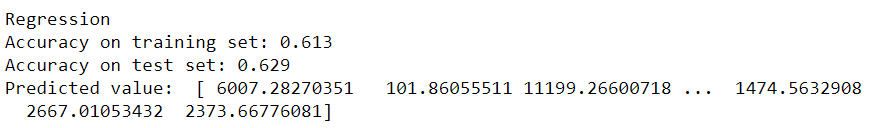 Regression
Accuracy on training set: 0.613
Accuracy on test set: 0.629
Predicted value:  [ 6007.28270351   101.86055511 11199.26600718 ...  1474.5632908
  2667.01053432  2373.66776081]